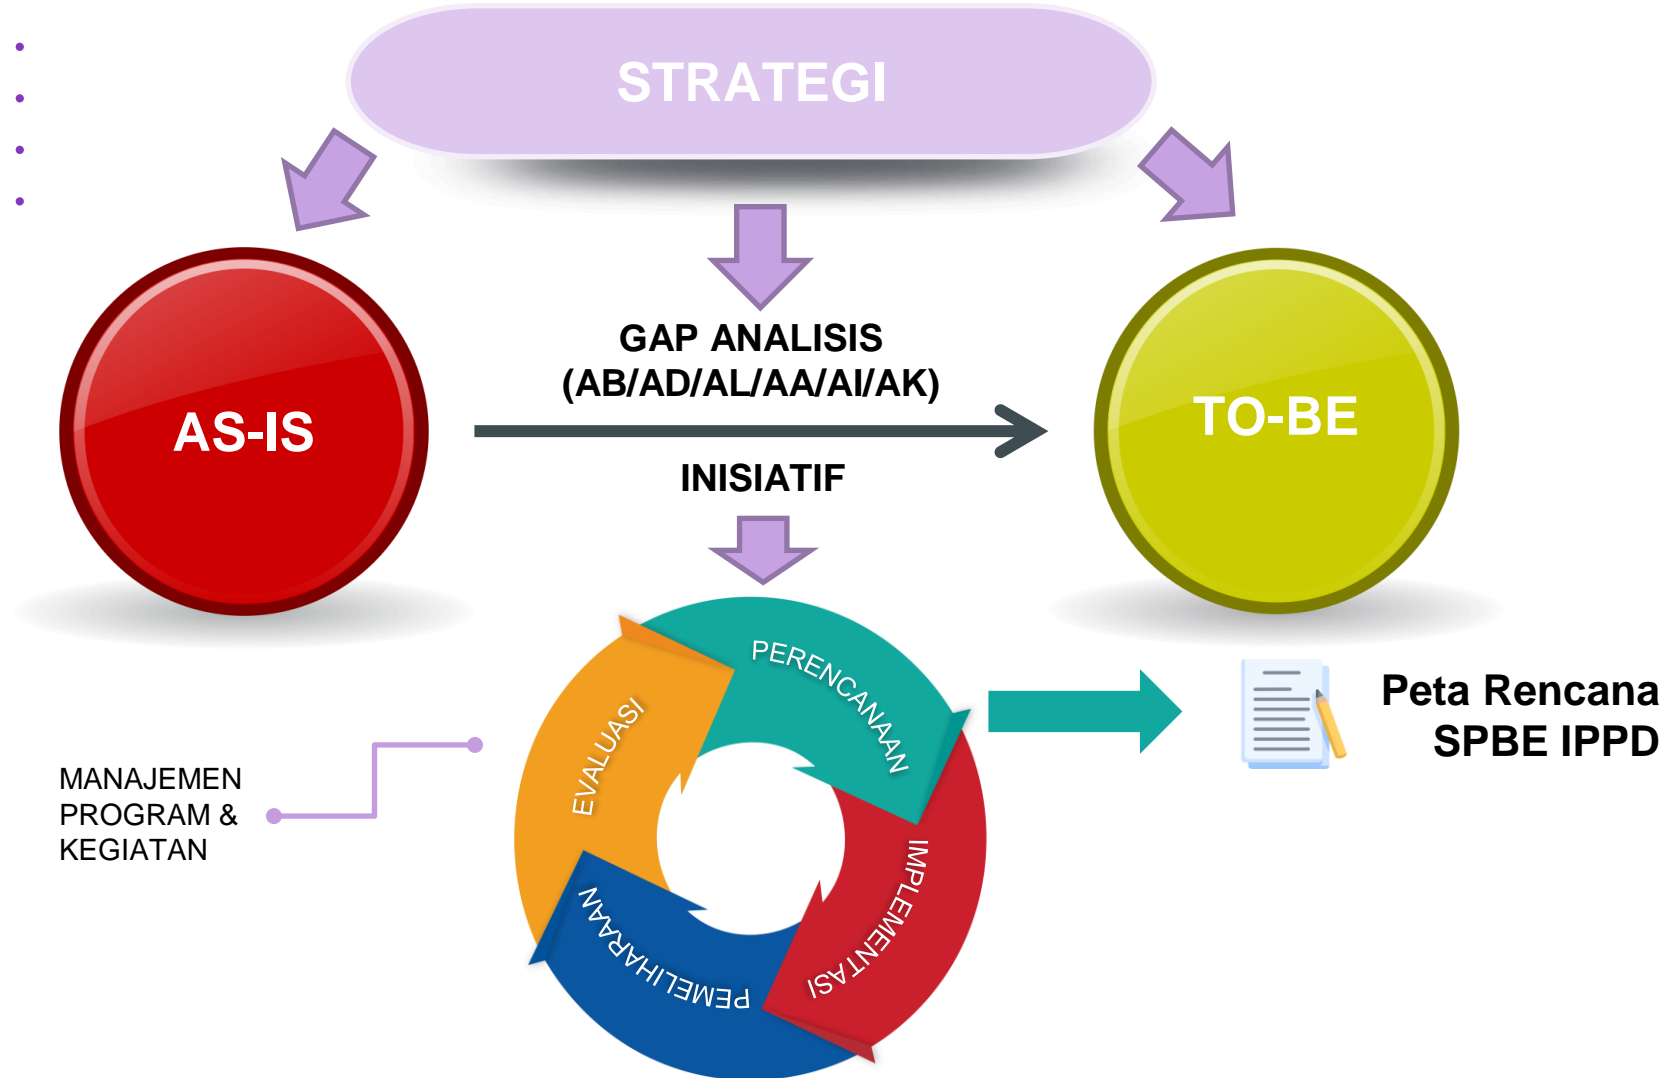 STRATEGI
GAP ANALISIS
(AB/AD/AL/AA/AI/AK)
AS-IS
TO-BE
INISIATIF
PERENCANAAN
IMPLEMENTASI
PEMELIHARAAN
EVALUASI
Peta Rencana
SPBE IPPD
MANAJEMEN
PROGRAM &
KEGIATAN